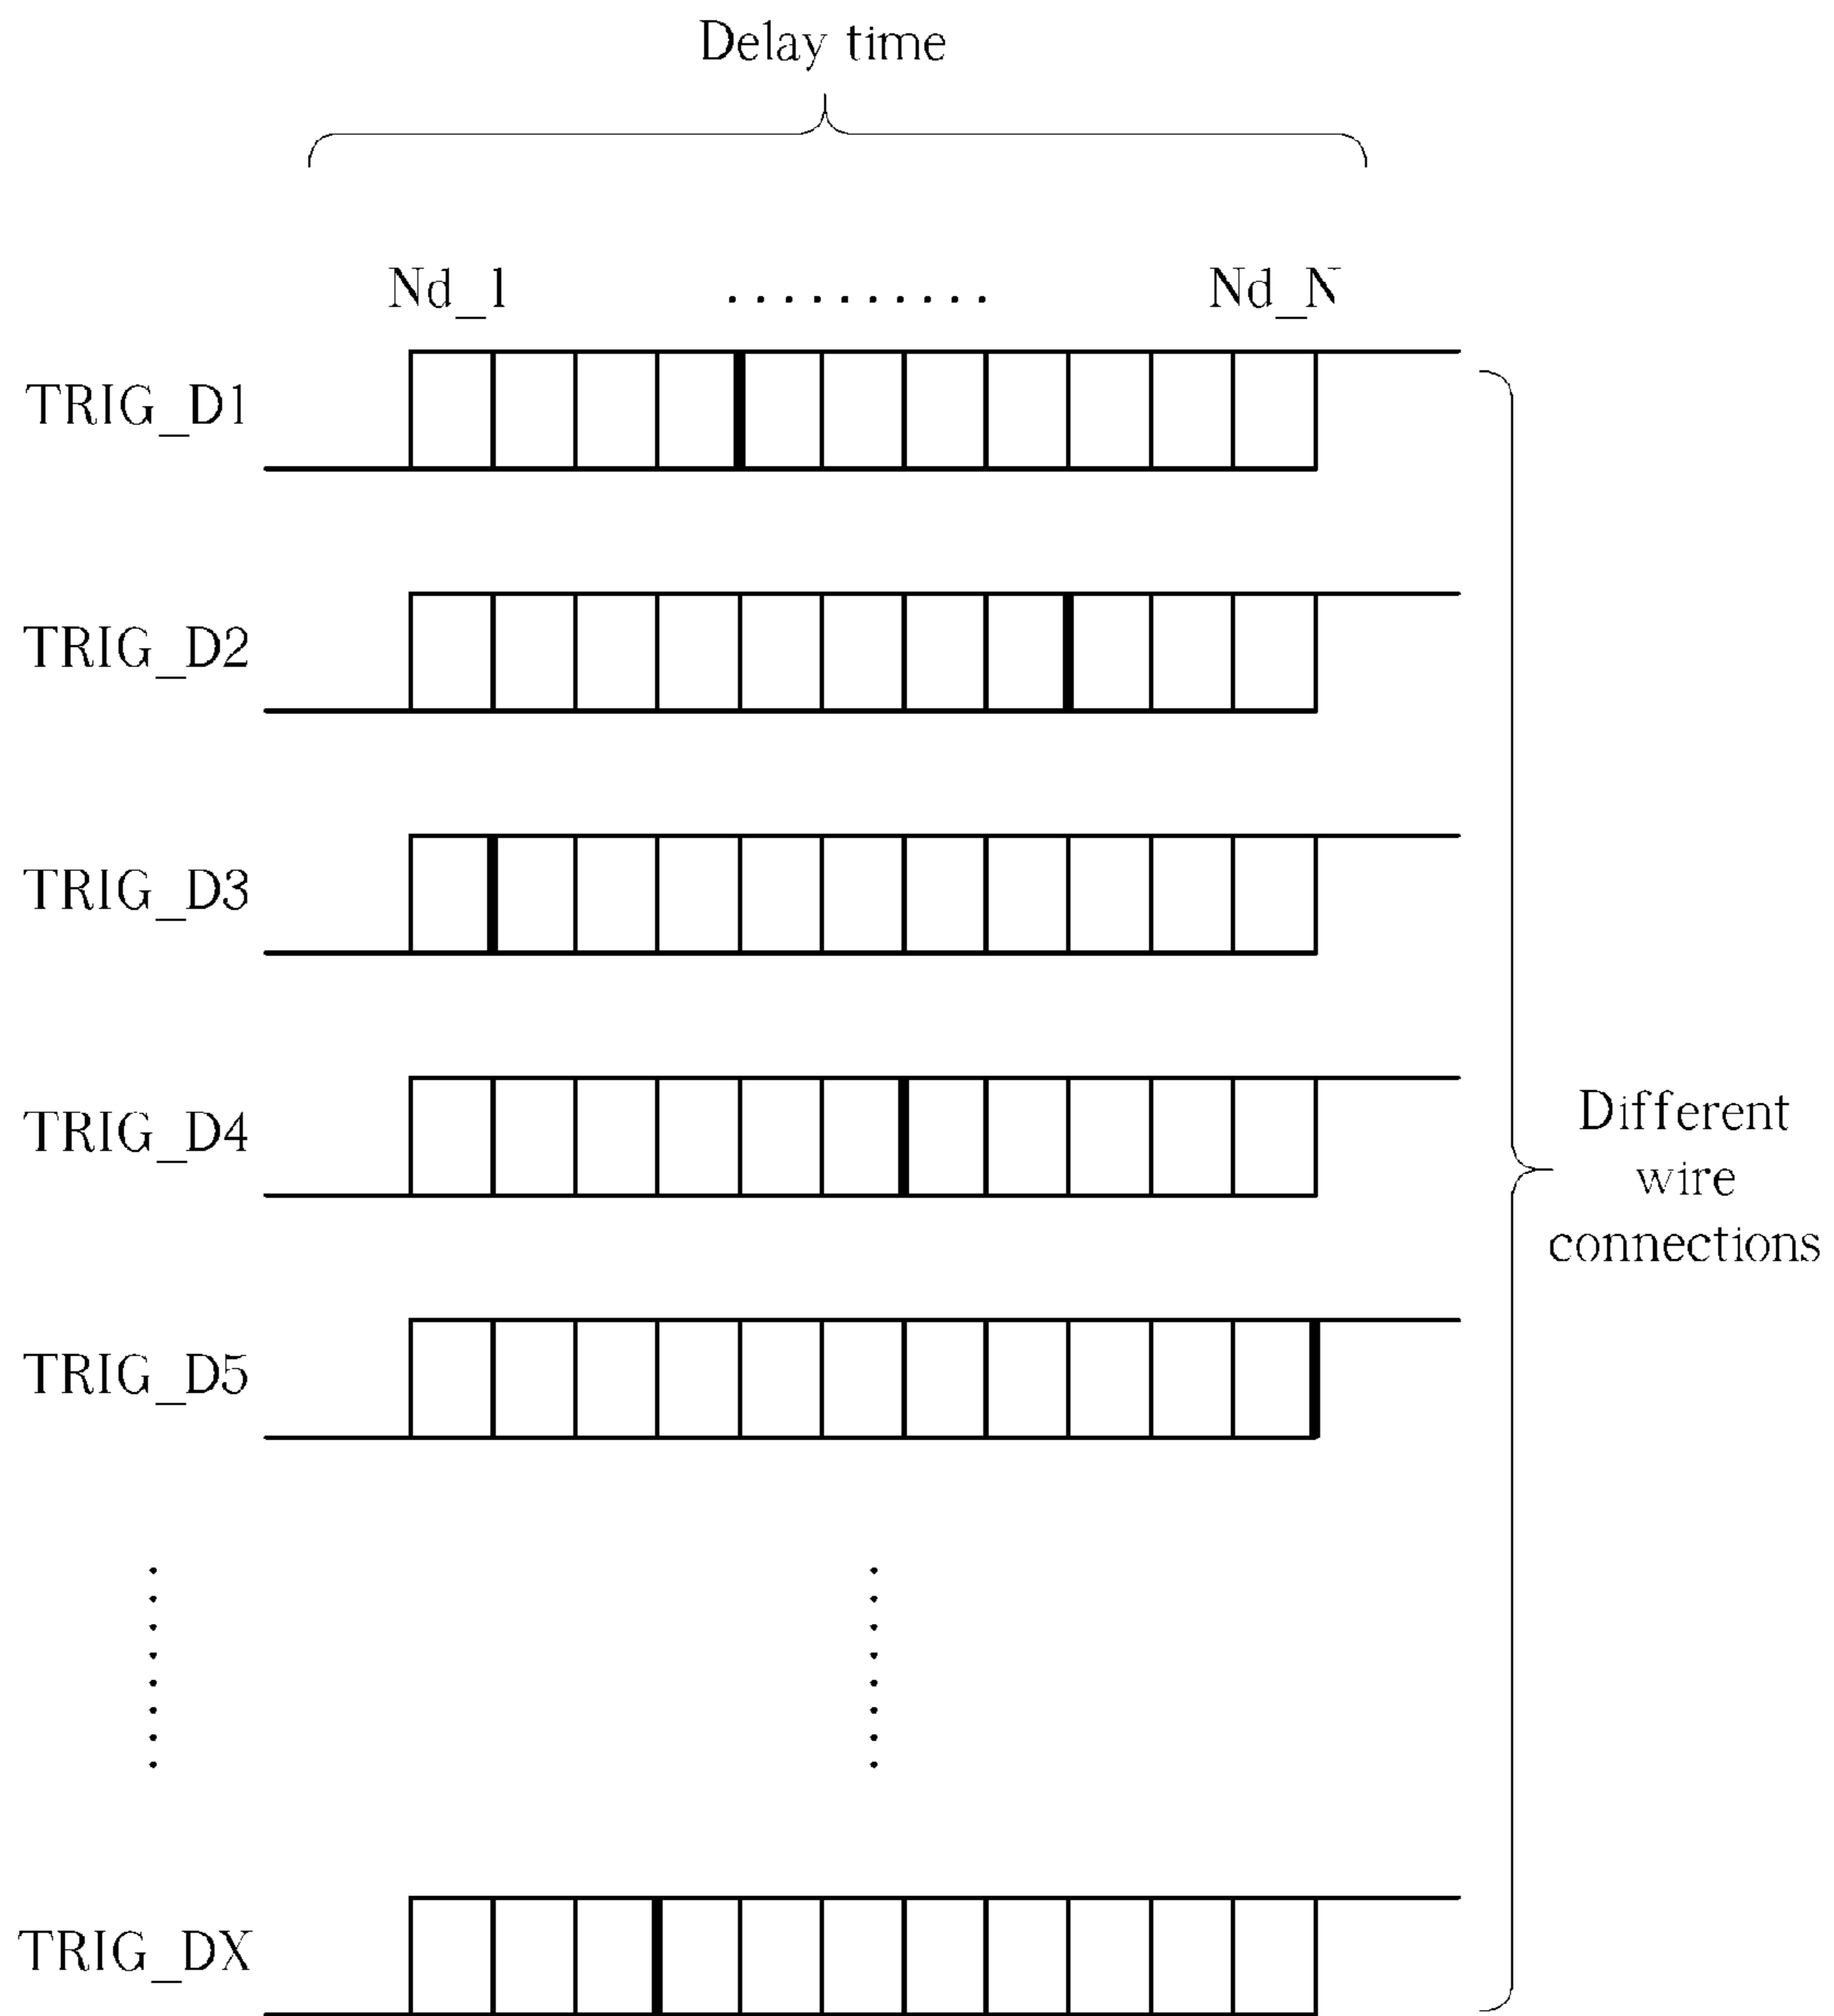 Delay time
Nd_1 .......... Nd_N
TRIG_D1
TRIG_D2
TRIG_D3
TRIG_D4
Different
wire
connections
TRIG_D5
TRIG_DX